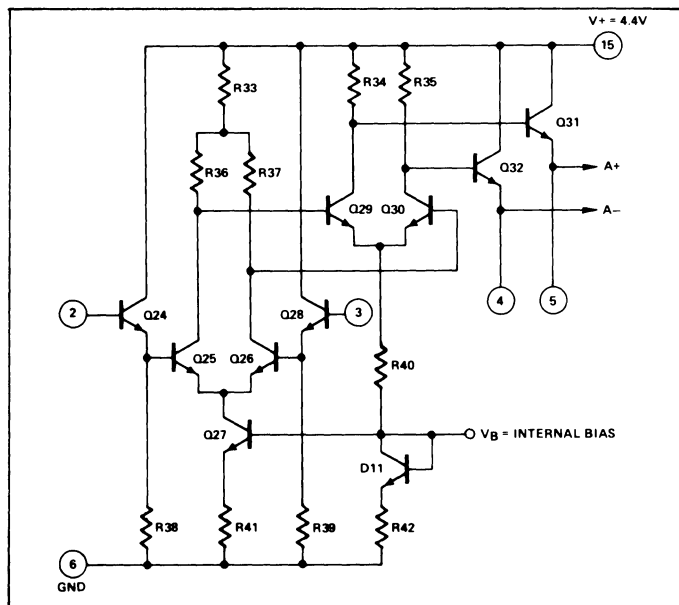 V+ = 4.4V
15
R33
R34
R35
Q31
R36
R37
Q32
A+
Q29
Q30
A−
2
Q24
Q28
3
4
5
Q25
Q26
R40
Q27
VB = INTERNAL BIAS
D11
R38
R41
R39
R42
6
GND